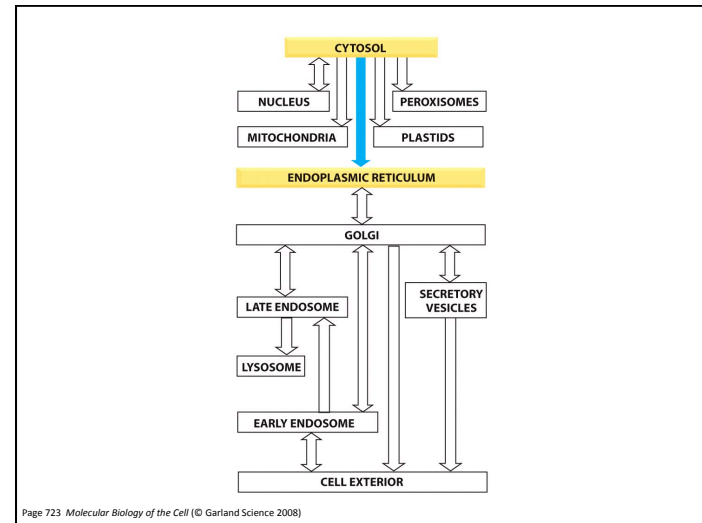 CYTOSOL
NUCLEUS
PEROXISOMES
MITOCHONDRIA
PLASTIDS
ENDOPLASMIC RETICULUM
GOLGI
LATE ENDOSOME
SECRETORY
VESICLES
LYSOSOME
EARLY ENDOSOME
CELL EXTERIOR
Page 723 Molecular Biology of the Cell (© Garland Science 2008)